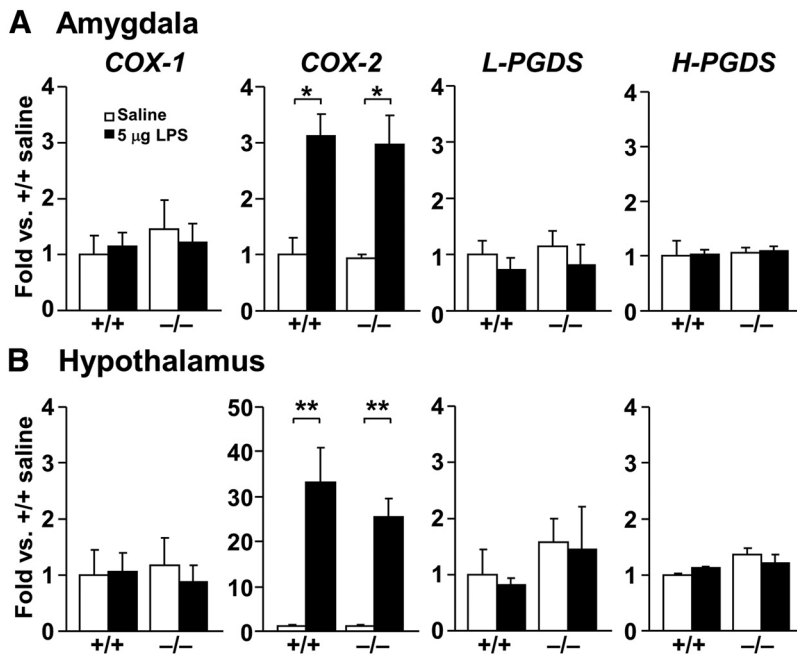 A Amygdala
COX-1 COX-2 L-PGDS H-PGDS
Fold vs. +/+ saline
4 3 2 1 0
Saline
5 μg LPS
4 3 2 1 0
* *
4 3 2 1 0
4 3 2 1 0
+/+ –/– +/+ –/– +/+ –/– +/+ –/–
B Hypothalamus
Fold vs. +/+ saline
4 3 2 1 0
50 40 30 20 10 0
** **
4 3 2 1 0
4 3 2 1 0
+/+ –/– +/+ –/– +/+ –/– +/+ –/–